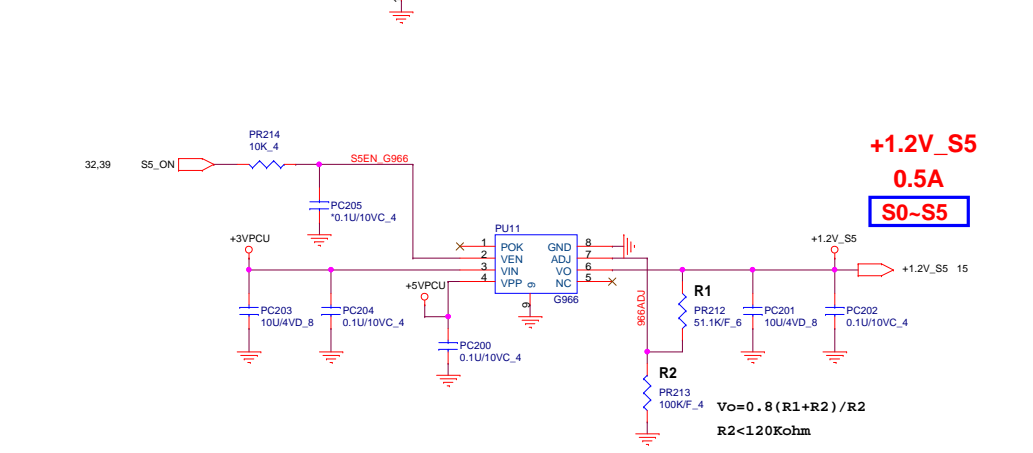 PR214
10K_4
32,39
S5_ON
S5EN_G966
+1.2V_S5
0.5A
S0~S5
PC205
*0.1U/10VC_4
+3VPCU
PU11
1 POK GND 8
2 VEN ADJ 7
3 VIN VO 6
4 VPP NC 5
9
9
G966
+1.2V_S5
+1.2V_S5 15
+5VPCU
PC203
10U/4VD_8
PC204
0.1U/10VC_4
966ADJ
R1
PR212
51.1K/F_6
PC201
10U/4VD_8
PC202
0.1U/10VC_4
PC200
0.1U/10VC_4
R2
PR213
100K/F_4
Vo=0.8(R1+R2)/R2
R2<120Kohm